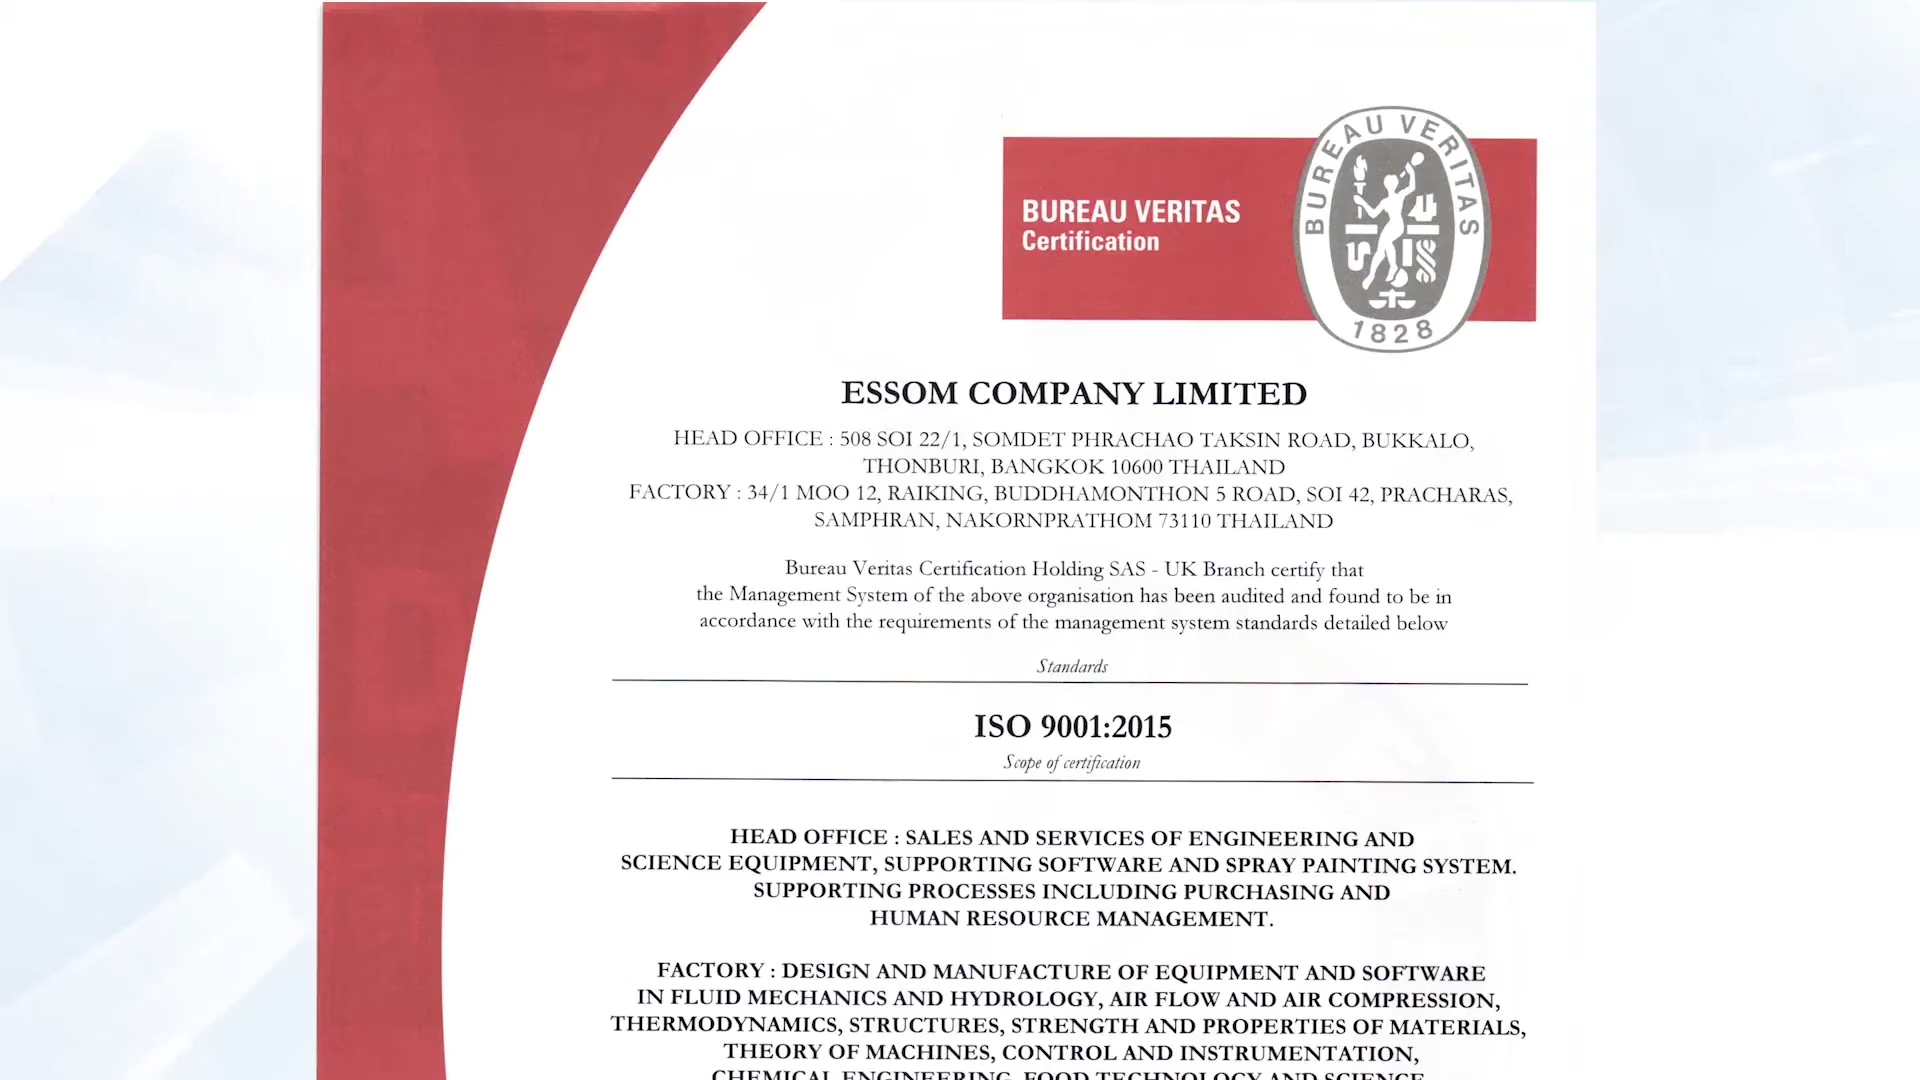 BUREAU VERITAS
Certification
BUREAU VERITAS
1828
ESSOM COMPANY LIMITED
HEAD OFFICE : 508 SOI 22/1, SOMDET PHRACHAO TAKSIN ROAD, BUKKALO,
THONBURI, BANGKOK 10600 THAILAND
FACTORY : 34/1 MOO 12, RAIKING, BUDDHAMONTHON 5 ROAD, SOI 42, PRACHARAS,
SAMPHRAN, NAKORNPRATHOM 73110 THAILAND
Bureau Veritas Certification Holding SAS - UK Branch certify that
the Management System of the above organisation has been audited and found to be in
accordance with the requirements of the management system standards detailed below
Standards
ISO 9001:2015
Scope of certification
HEAD OFFICE : SALES AND SERVICES OF ENGINEERING AND
SCIENCE EQUIPMENT, SUPPORTING SOFTWARE AND SPRAY PAINTING SYSTEM.
SUPPORTING PROCESSES INCLUDING PURCHASING AND
HUMAN RESOURCE MANAGEMENT.
FACTORY : DESIGN AND MANUFACTURE OF EQUIPMENT AND SOFTWARE
IN FLUID MECHANICS AND HYDROLOGY, AIR FLOW AND AIR COMPRESSION,
THERMODYNAMICS, STRUCTURES, STRENGTH AND PROPERTIES OF MATERIALS,
THEORY OF MACHINES, CONTROL AND INSTRUMENTATION,
CHEMICAL ENGINEERING, FOOD TECHNOLOGY AND SCIENCE